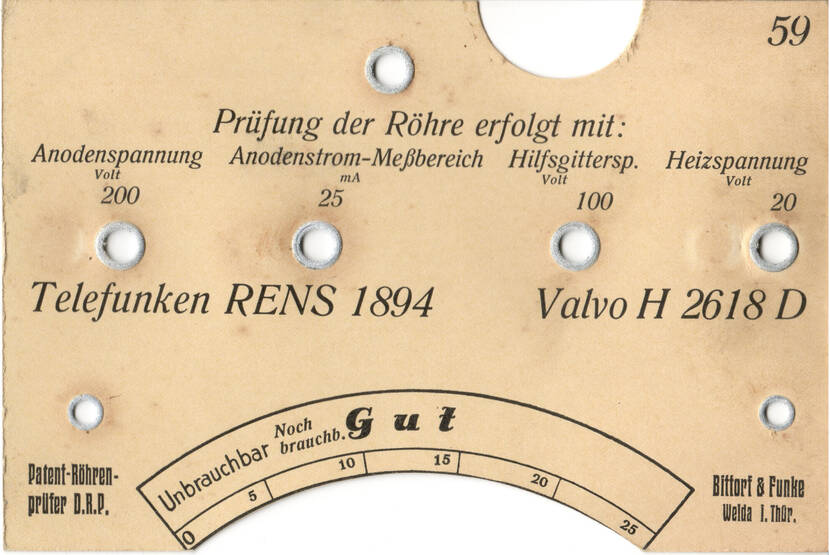 59
Prüfung der Röhre erfolgt mit:
Anodenspannung Anodenstrom-Meßbereich Hilfsgittersp. Heizspannung
Volt mA Volt Volt
200 25 100 20
Telefunken RENS 1894 Valvo H 2618 D
Unbrauchbar Noch brauchb. Gut
0 5 10 15 20 25
Patent-Röhren-
prüfer D.R.P.
Bittorf & Funke
Weida i. Thür.